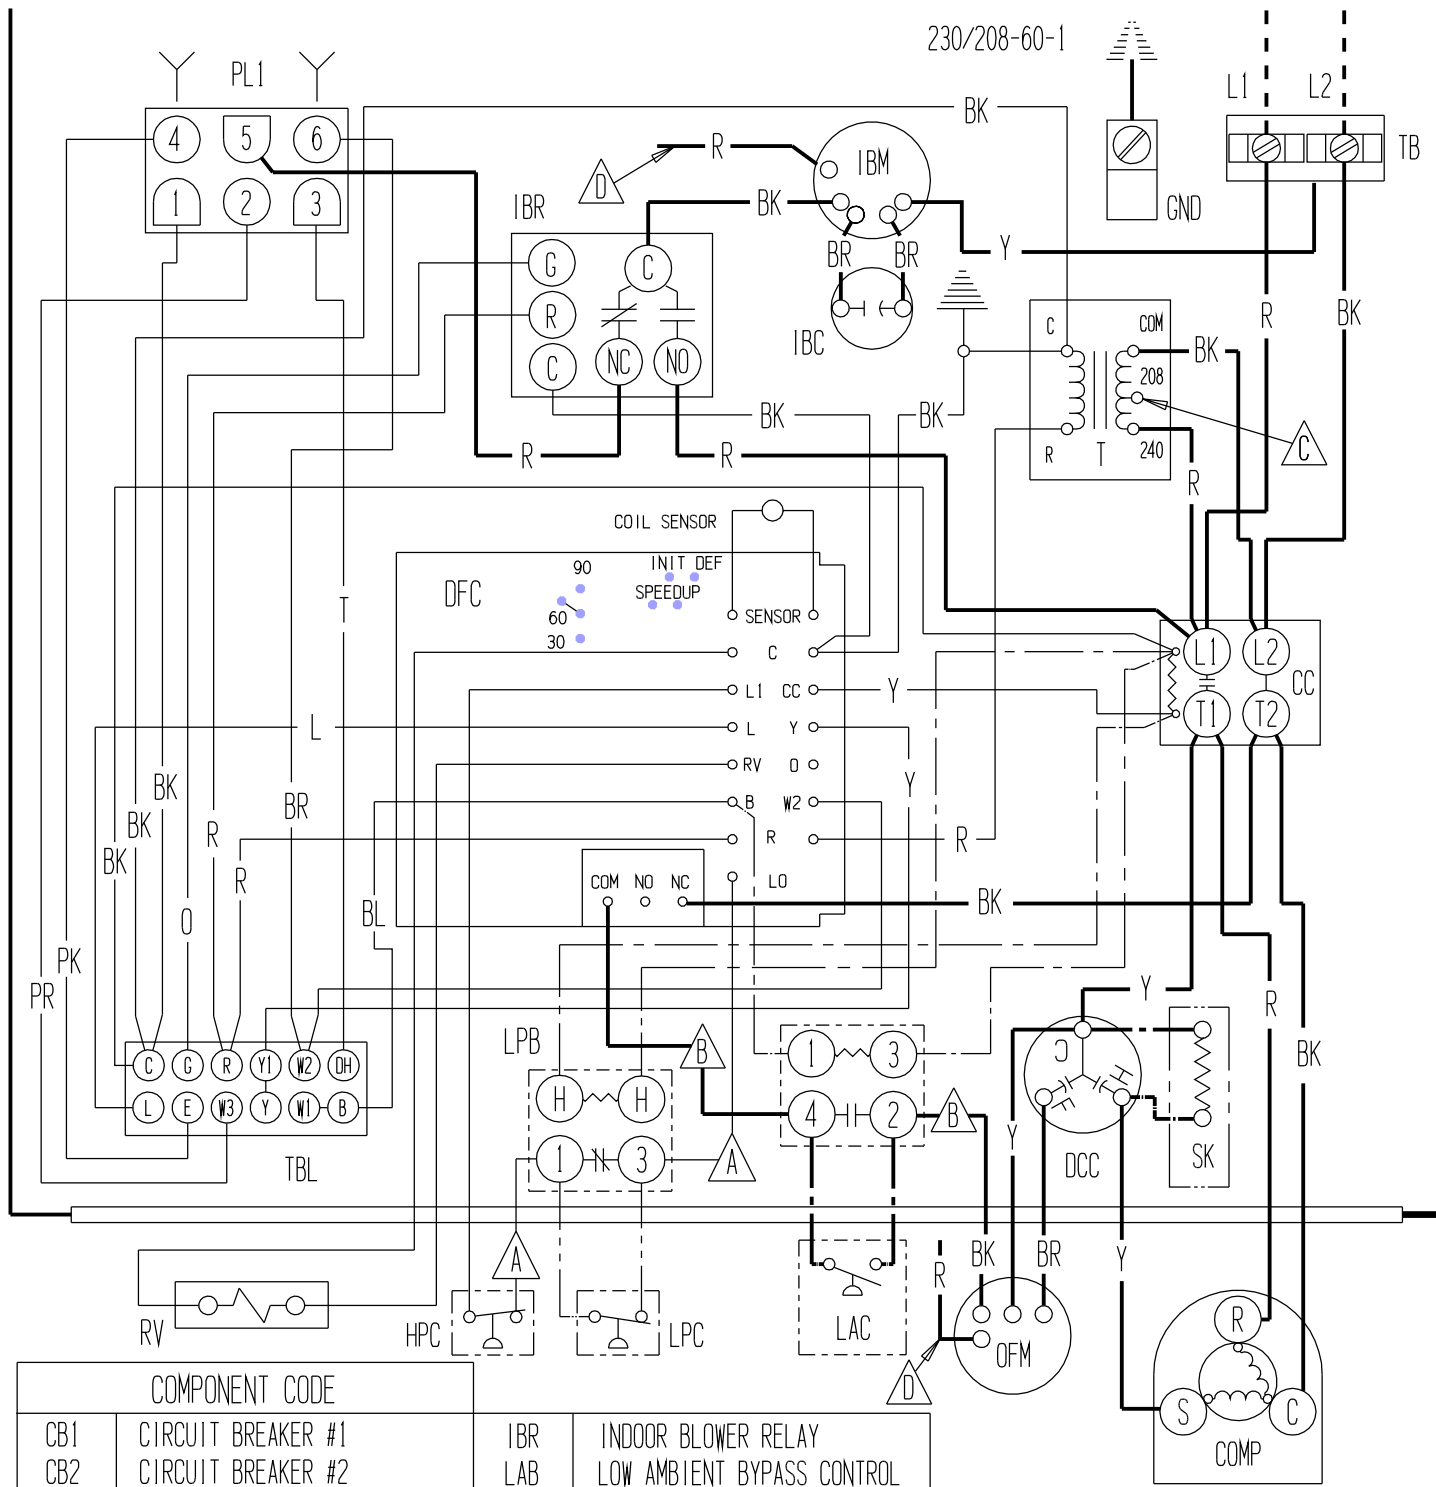 230/208-60-1
L1 L2
PL1
TB
4 5 6
BK
R
IBM
D
1 2 3
IBR
BK
GND
G
C
BR BR
Y
R
IBC
R
BK
C COM
BK
208
C NC NO
BK
BK
C
R
R
R T 240
R
COIL SENSOR
90
INIT DEF
DFC
SPEEDUP
T
60
30
SENSOR
C
L1 L2
CC
L1 CC
Y
T1 T2
L
L Y
RV O
Y
BK
BR
B W2
BK
R
R
R
BK
R
LO
COM NO NC
BK
BL
O
PK
PR
Y
R
LPB
B
1 3
C
BK
C G R Y1 W2 DH
H H
H
F
L E W3 Y W1 B
4 2
B
Y
SK
DCC
TBL
1 3
A
A
BK
BR
Y
R
RV
HPC
LPC
LAC
OFM
R
D
S C
COMP
COMPONENT CODE
CB1 CIRCUIT BREAKER #1
IBR INDOOR BLOWER RELAY
CB2 CIRCUIT BREAKER #2
LAB LOW AMBIENT BYPASS CONTROL